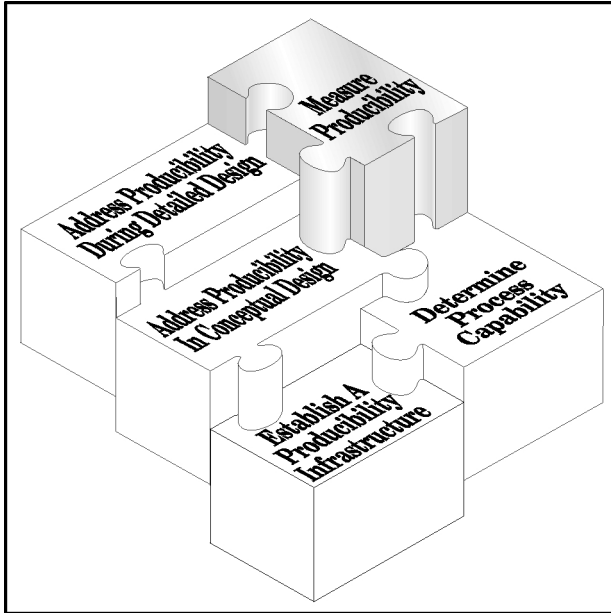 Measure
Producibility
Address Producibility
During Detailed Design
Address Producibility
In Conceptual Design
Determine
Process
Capability
Establish A
Producibility
Infrastructure